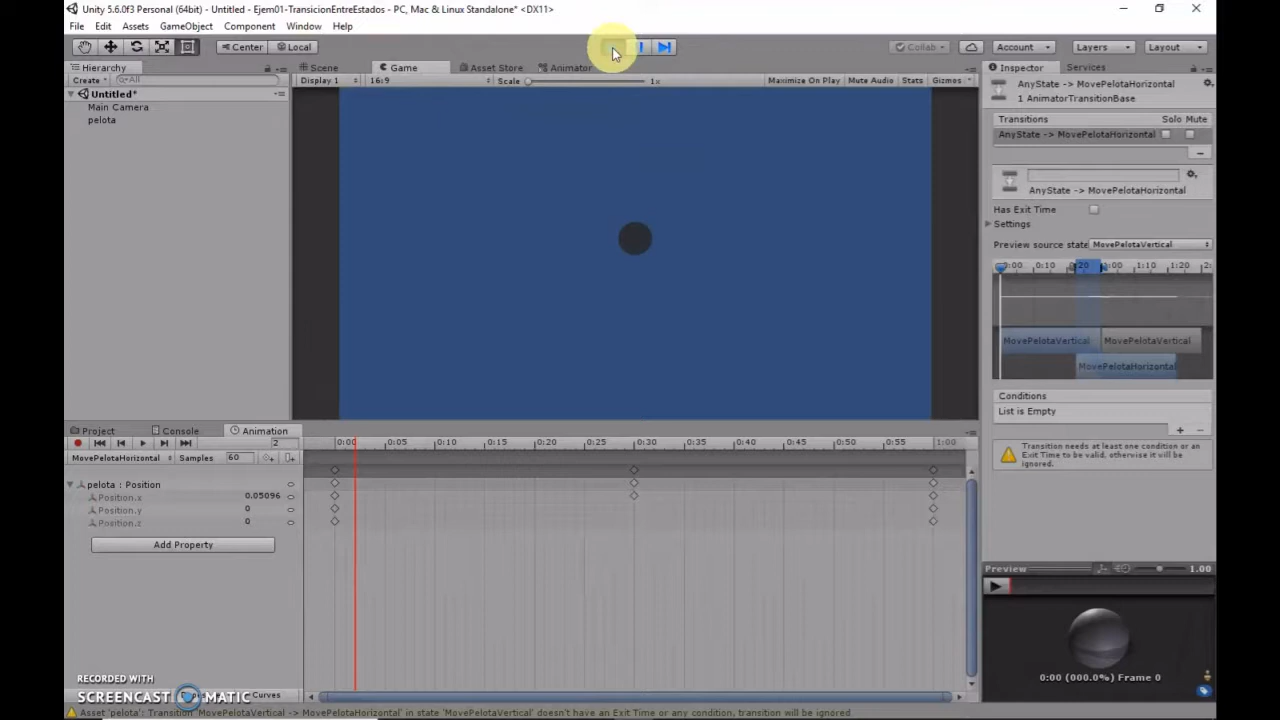 Unity 5.6.0f3 Personal (64bit) - Untitled - Ejem01-TransicionEntreEstados - PC, Mac & Linux Standalone* <DX11>
File Edit Assets GameObject Component Window Help
Center Local Collab Account Layers Layout
Hierarchy Scene Game Asset Store Animator Inspector Services
Create All Display 1 16:9 Scale 1x Maximize On Play Mute Audio Stats Gizmos
AnyState -> MovePelotaHorizontal
1 AnimatorTransitionBase
Untitled*
Main Camera
pelota
Transitions Solo Mute
AnyState -> MovePelotaHorizontal
AnyState -> MovePelotaHorizontal
Has Exit Time
Settings
Preview source state MovePelotaVertical
0:10 1:10 1:20
MovePelotaVertical MovePelotaVertical
MovePelotaHorizontal
Conditions
List is Empty
Transition needs at least one condition or an
Exit Time to be valid, otherwise it will be
ignored.
Project Console Animation
2 0:00 0:05 0:10 0:15 0:20 0:25 0:30 0:35 0:40 0:45 0:50 0:55 1:00
MovePelotaHorizontal Samples 60
pelota : Position
Position.x 0.05096
Position.y 0
Position.z 0
Add Property
Preview 1.00
0:00 (000.0%) Frame 0
RECORDED WITH
SCREENCAST MATIC
Curves
Asset 'pelota': Transition 'MovePelotaVertical -> MovePelotaHorizontal' in state 'MovePelotaVertical' doesn't have an Exit Time or any condition, transition will be ignored